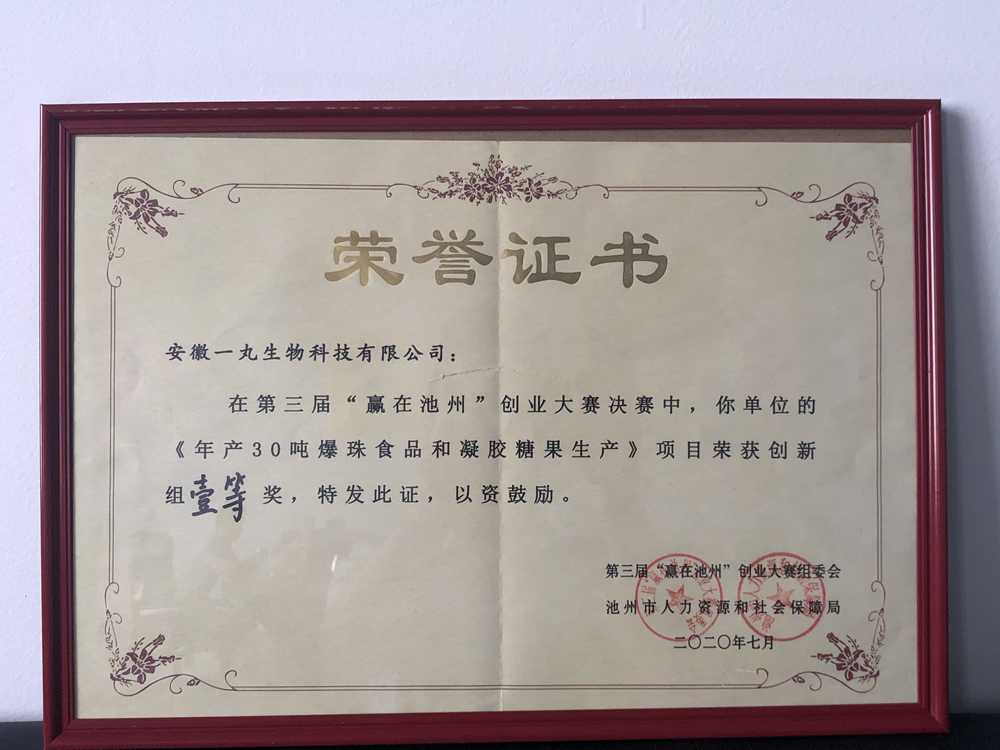 荣誉证书
安徽一丸生物科技有限公司：
在第三届“赢在池州”创业大赛决赛中，你单位的
《年产30吨爆珠食品和凝胶糖果生产》项目荣获创新
组壹等奖，特发此证，以资鼓励。
第三届“赢在池州”创业大赛组委会
池州市人力资源和社会保障局
二〇二〇年七月